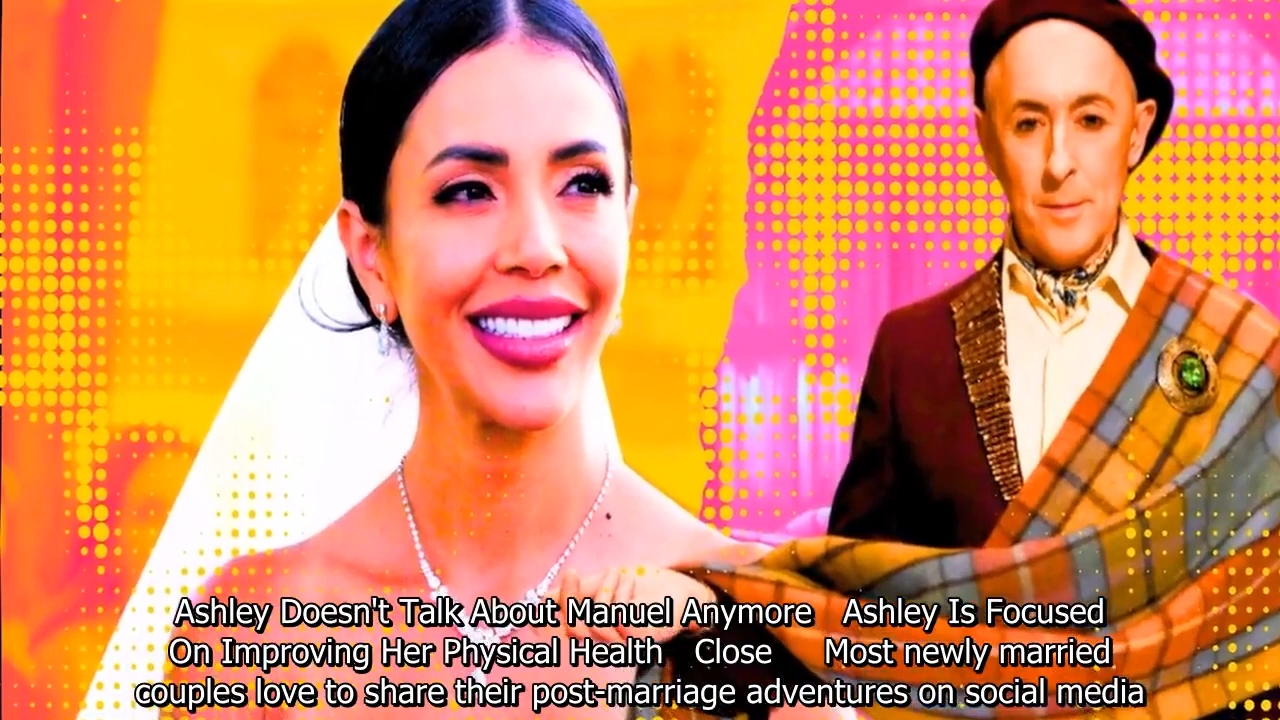 Ashley Doesn't Talk About Manuel Anymore Ashley Is Focused
On Improving Her Physical Health Close Most newly married
couples love to share their post-marriage adventures on social media